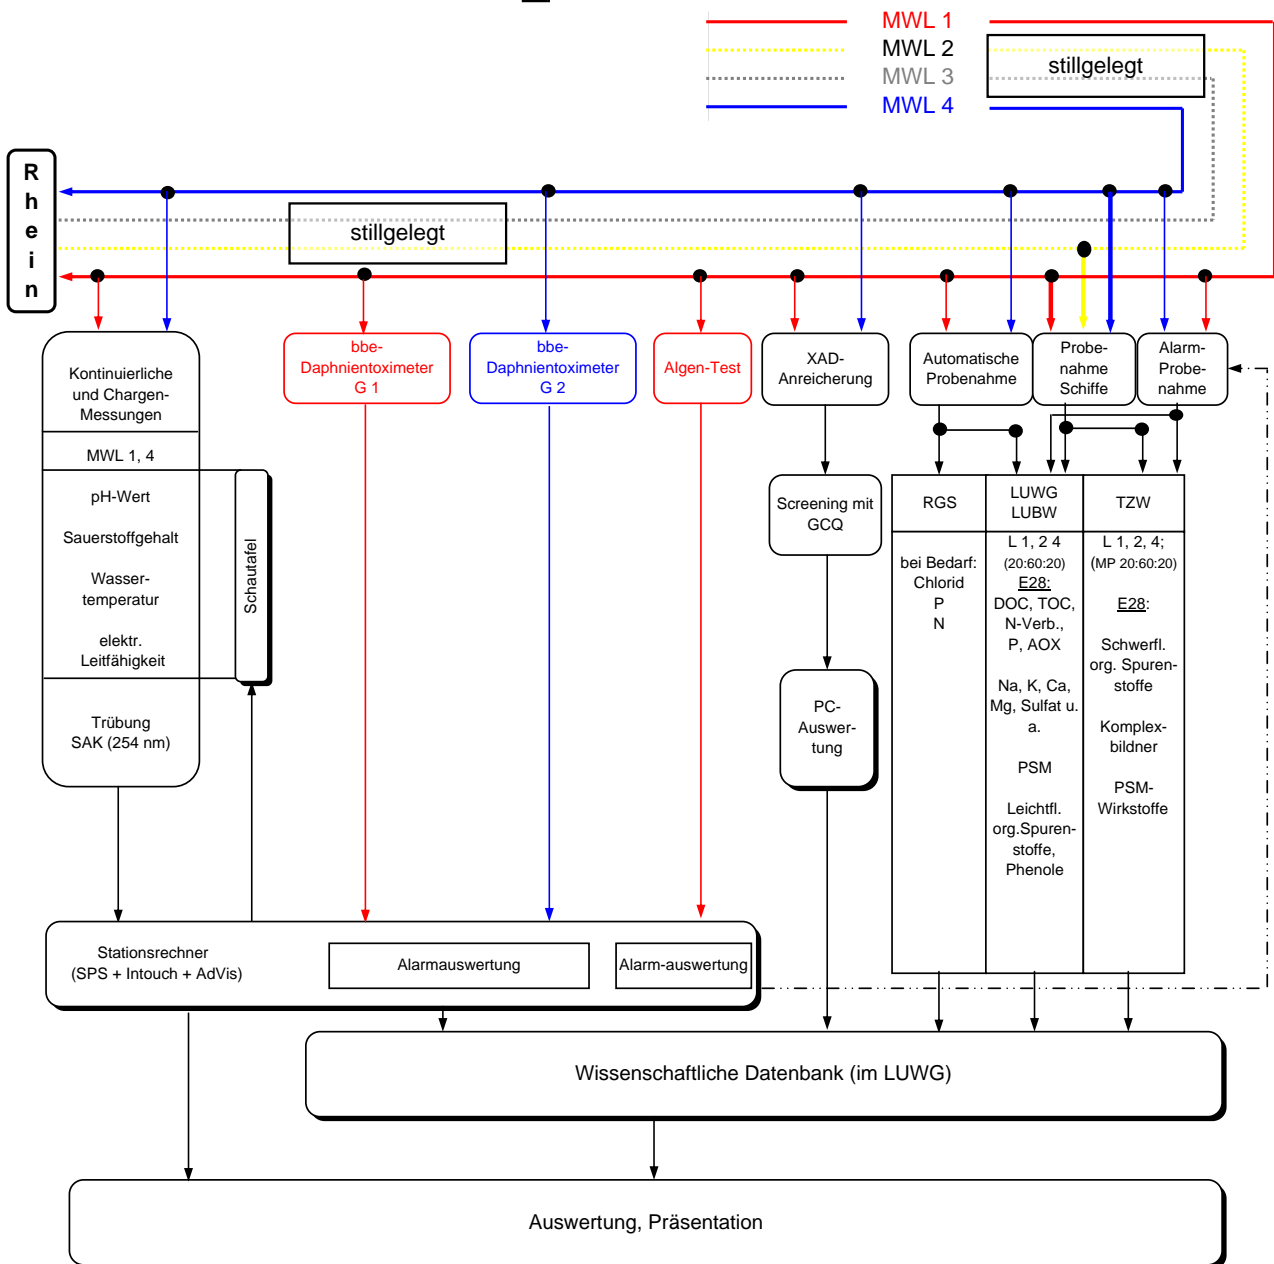 MWL 1
MWL 2
MWL 3
MWL 4
stillgelegt
R
h
e
i
n
stillgelegt
Kontinuierliche
und Chargen-
Messungen
MWL 1, 4
pH-Wert
Sauerstoffgehalt
Wasser-
temperatur
elektr.
Leitfähigkeit
Trübung
SAK (254 nm)
Schautafel
bbe-
Daphnientoximeter
G 1
bbe-
Daphnientoximeter
G 2
Algen-Test
XAD-
Anreicherung
Automatische
Probenahme
Probe-
nahme
Schiffe
Alarm-
Probe-
nahme
Screening mit
GCQ
PC-
Auswer-
tung
RGS
bei Bedarf:
Chlorid
P
N
LUWG
LUBW
L 1, 2 4
(20:60:20)
E28:
DOC, TOC,
N-Verb.,
P, AOX
Na, K, Ca,
Mg, Sulfat u.
a.
PSM
Leichtfl.
org.Spuren-
stoffe,
Phenole
TZW
L 1, 2, 4;
(MP 20:60:20)
E28:
Schwerfl.
org. Spuren-
stoffe
Komplex-
bildner
PSM-
Wirkstoffe
Stationsrechner
(SPS + Intouch + AdVis)
Alarmauswertung
Alarm-auswertung
Wissenschaftliche Datenbank (im LUWG)
Auswertung, Präsentation